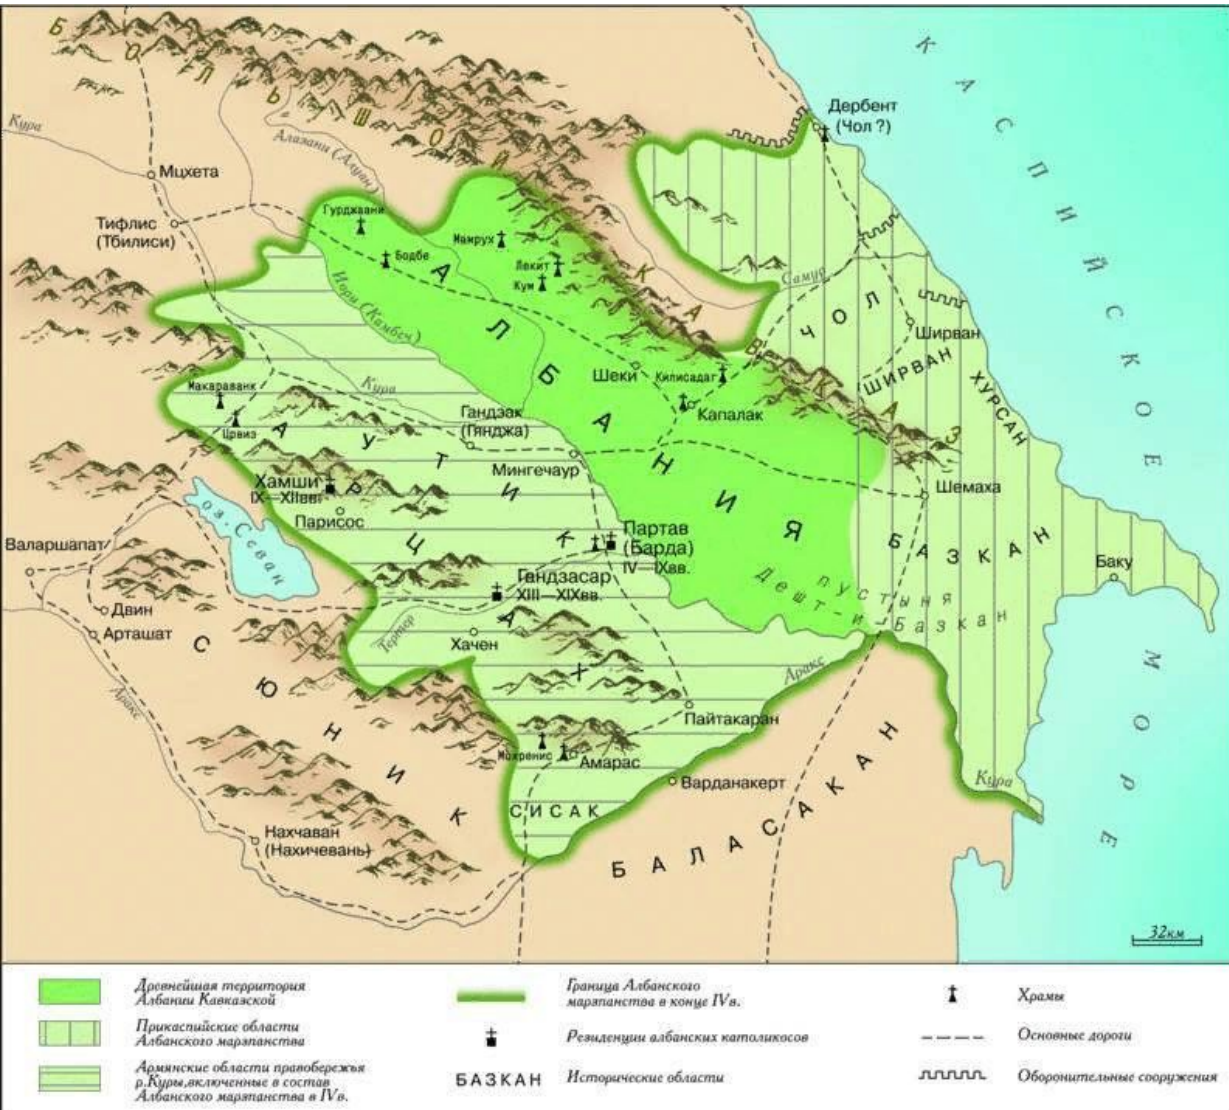 БОЛЬШОЙ КАВКАЗ
КАСПИЙСКОЕ МОРЕ
Дербент
(Чол ?)
Кура
Алазани (Алуан)
Мцхета
Тифлис
(Тбилиси)
Гурджаани
Бодбе
Мамрух
Лекит
Кум
Иори (Камбеч)
АЛБАНИЯ
Самур
ЧОЛ
Ширван
ШИРВАН
ХУРСАН
Шеки
Килисадаг
Капалак
Макараванк
Црвиз
Кура
Гандзак
(Гянджа)
Мингечаур
УТИК
АРЦАХ
Хамши
IX—XIIвв.
Парисос
оз. Севан
Валаршапат
Двин
Арташат
Партав
(Барда)
IV—IXвв.
Гандзасар
XIII—XIXвв.
Шемаха
БАЗКАН
Баку
пустыня
Дешт-и-Базкан
Тертер
Хачен
Аракс
Аракс
СЮНИК
Пайтакаран
Мохренис
Амарас
Варданакерт
СИСАК
БАЛАСАКАН
Кура
Нахчаван
(Нахичевань)
32км
Древнейшая территория
Албании Кавказской
Прикаспийские области
Албанского марзпанства
Армянские области правобережья
р.Куры,включенные в состав
Албанского марзпанства в IVв.
Граница Албанского
марзпанства в конце IVв.
Резиденции албанских католикосов
БАЗКАН
Исторические области
Храмы
Основные дороги
Оборонительные сооружения